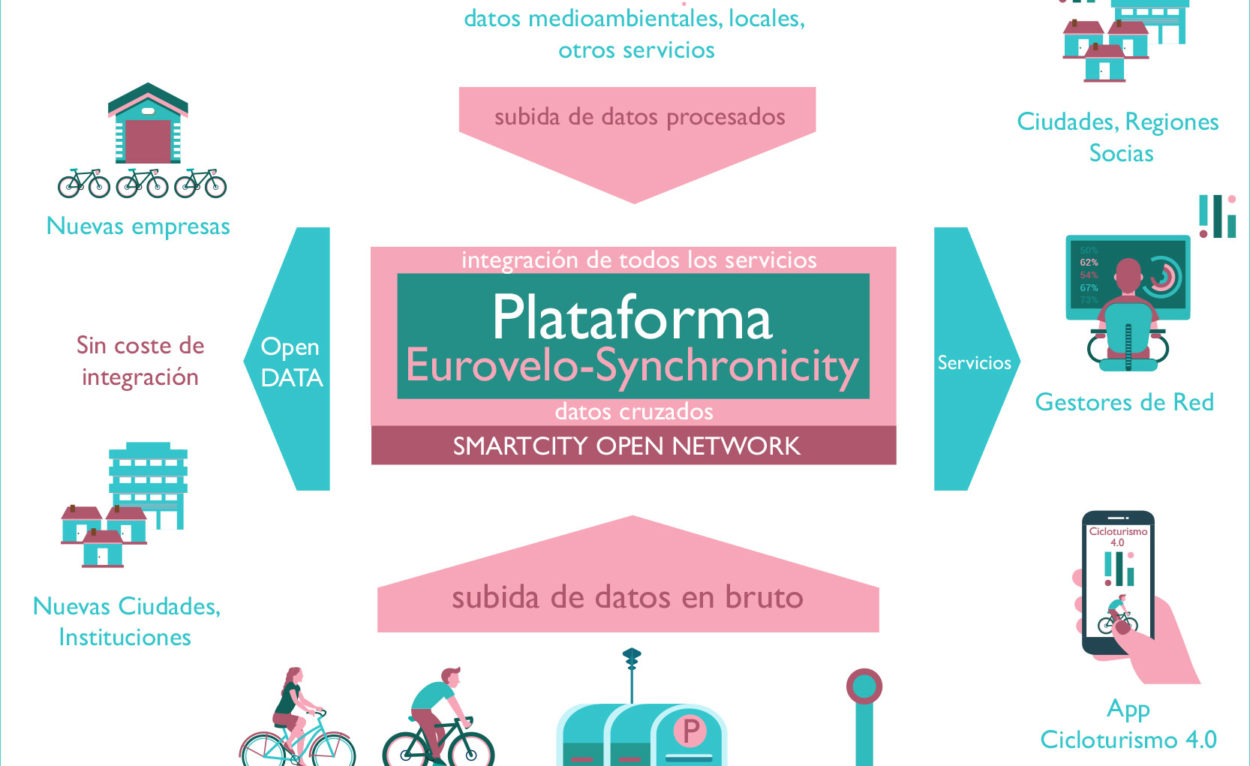 datos medioambientales, locales,
otros servicios
subida de datos procesados
Ciudades, Regiones
Socias
Nuevas empresas
integración de todos los servicios
Plataforma
Eurovelo-Synchronicity
datos cruzados
SMARTCITY OPEN NETWORK
Sin coste de
integración
Open
DATA
Servicios
50%
62%
54%
67%
73%
Gestores de Red
Nuevas Ciudades,
Instituciones
subida de datos en bruto
Cicloturismo
4.0
P
App
Cicloturismo 4.0